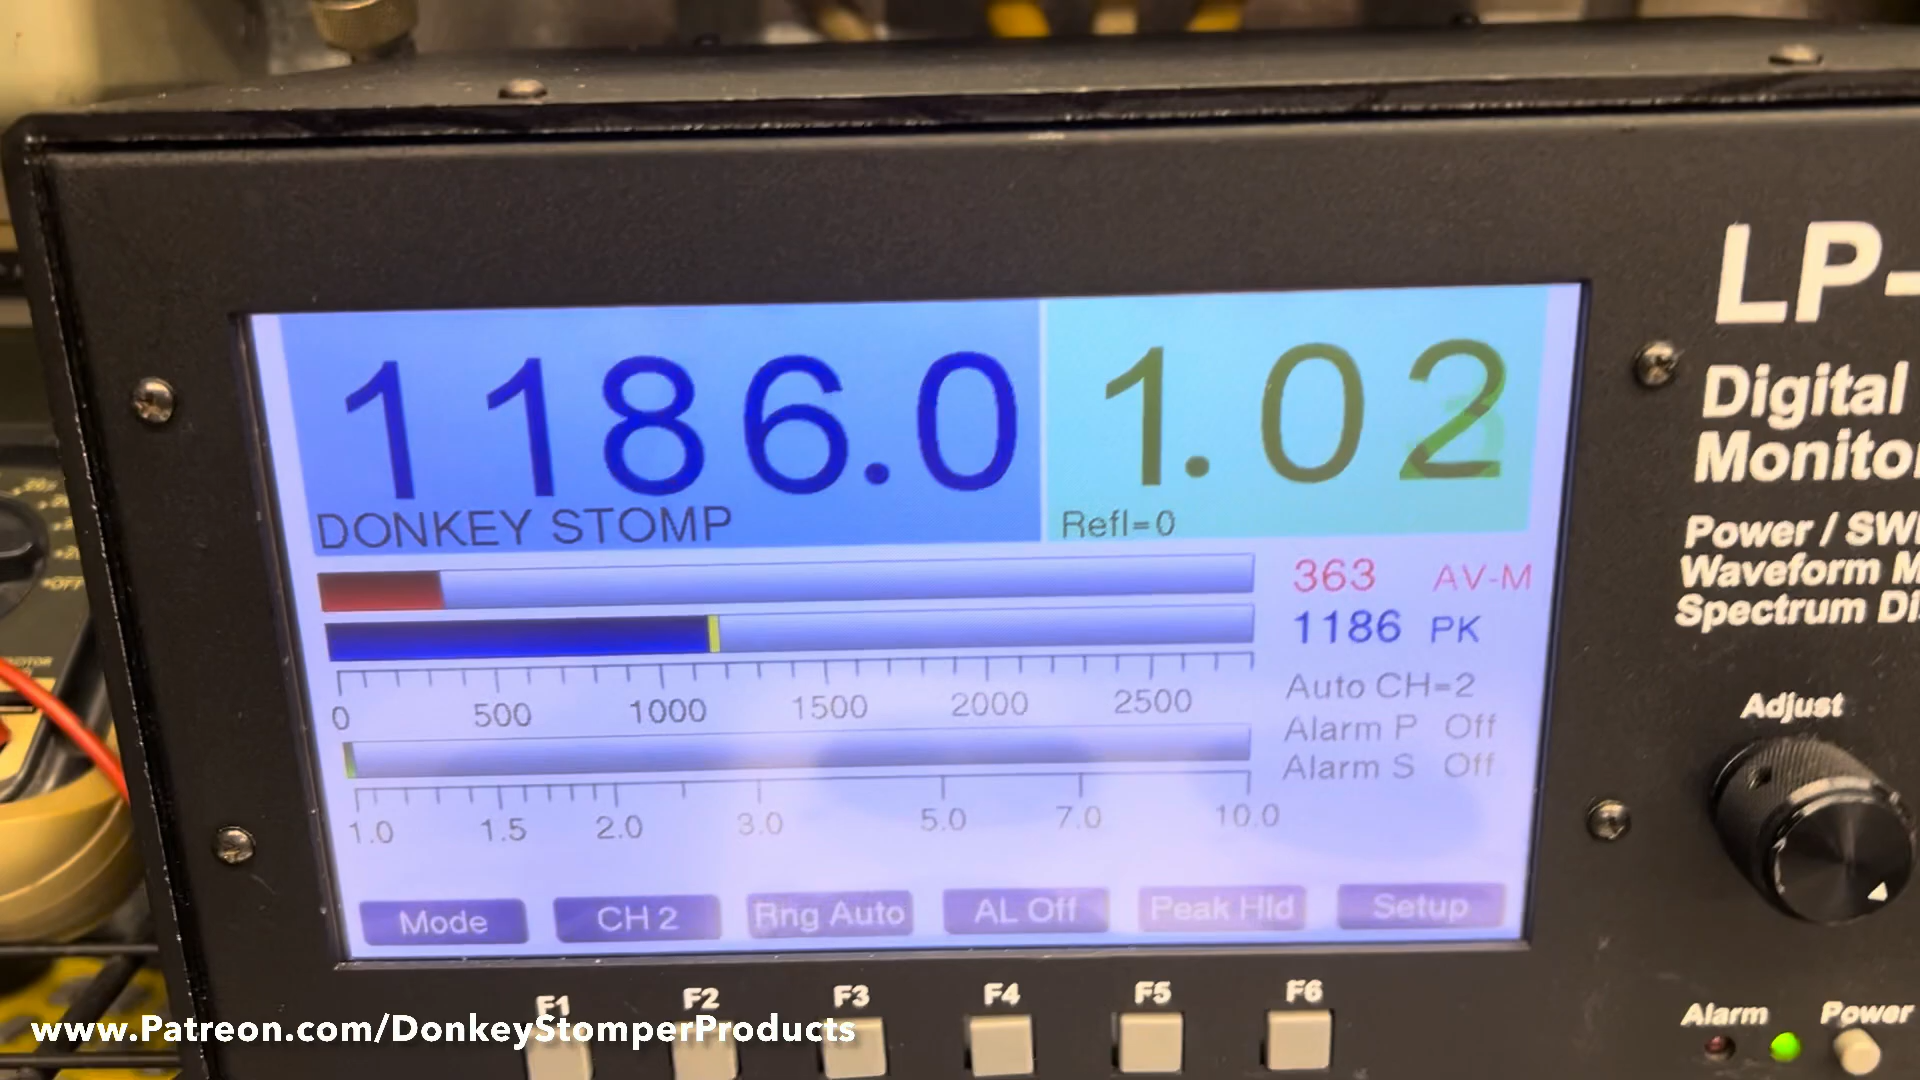 LP-
Digital
Monito
Power / SW
Waveform M
Spectrum Di
1186.0
1.02
DONKEY STOMP
Refl=0
363 AV-M
1186 PK
0 500 1000 1500 2000 2500
Auto CH=2
Alarm P Off
Alarm S Off
1.0 1.5 2.0 3.0 5.0 7.0 10.0
Mode CH 2 Rng Auto AL Off Peak Hld Setup
Adjust
F1 F2 F3 F4 F5 F6
Alarm Power
www.Patreon.com/DonkeyStomperProducts